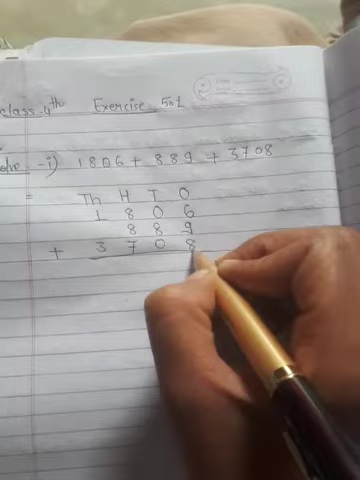 class 4th Exercise 5.1
i) 1806 + 889 + 3708
= Th H T O
1 8 0 6
8 8 9
+ 3 7 0 8